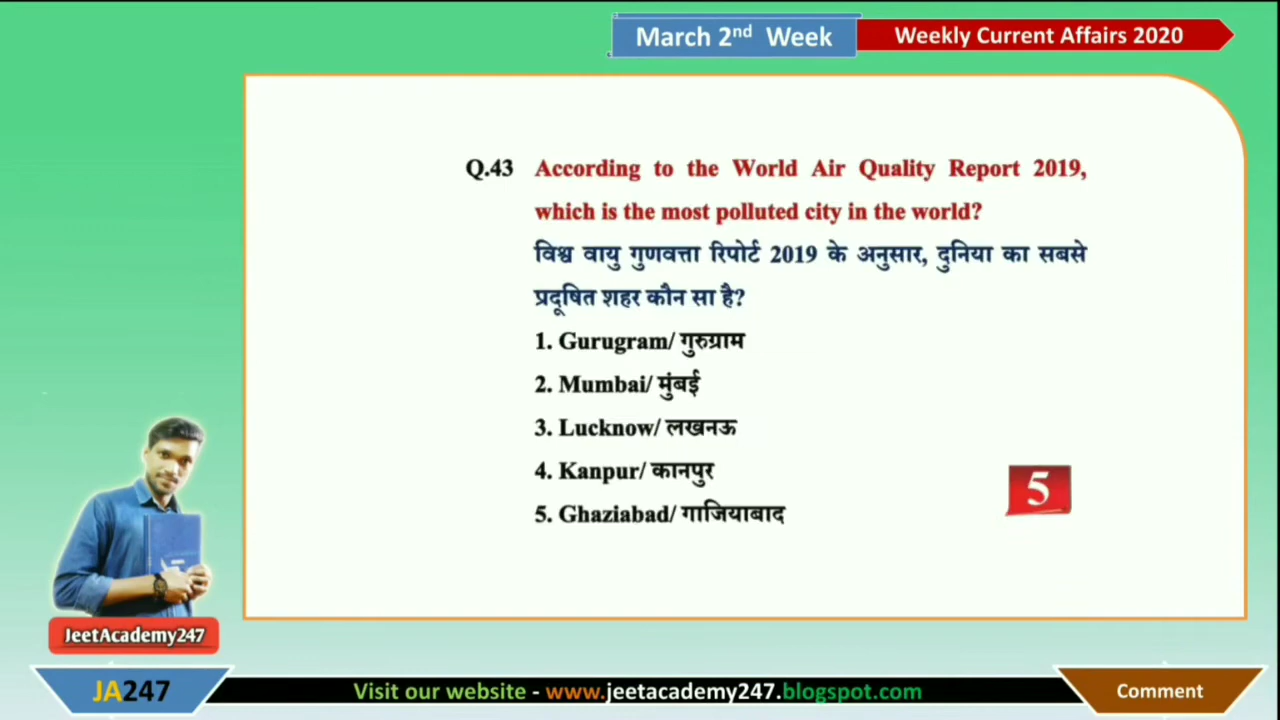 March 2nd Week
Weekly Current Affairs 2020
Q.43 According to the World Air Quality Report 2019,
which is the most polluted city in the world?
विश्व वायु गुणवत्ता रिपोर्ट 2019 के अनुसार, दुनिया का सबसे
प्रदूषित शहर कौन सा है?
1. Gurugram/ गुरुग्राम
2. Mumbai/ मुंबई
3. Lucknow/ लखनऊ
4. Kanpur/ कानपुर
5. Ghaziabad/ गाजियाबाद
5
JeetAcademy247
JA247
Visit our website - www.jeetacademy247.blogspot.com
Comment